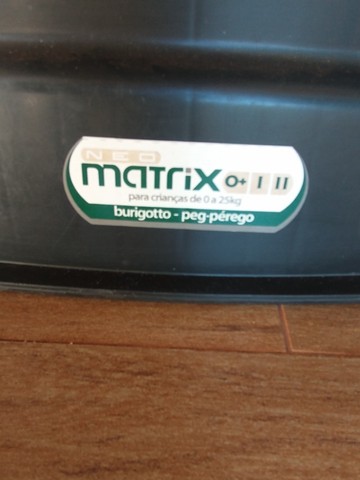 NEO
matrix 0+ I II
para crianças de 0 a 25kg
burigotto - peg-pérego